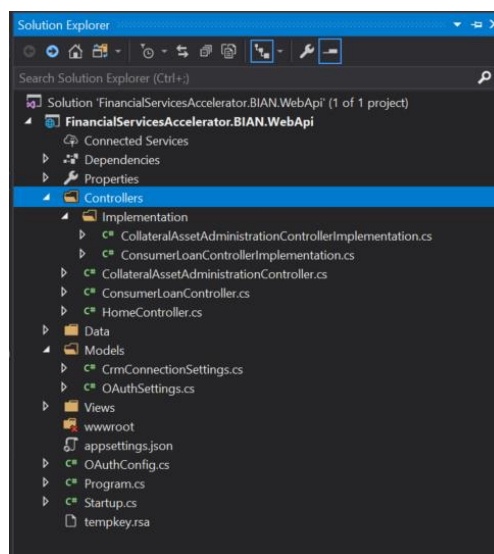 Solution Explorer
Search Solution Explorer (Ctrl+;)
Solution 'FinancialServicesAccelerator.BIAN.WebApi' (1 of 1 project)
FinancialServicesAccelerator.BIAN.WebApi
Connected Services
Dependencies
Properties
Controllers
Implementation
C# CollateralAssetAdministrationControllerImplementation.cs
C# ConsumerLoanControllerImplementation.cs
C# CollateralAssetAdministrationController.cs
C# ConsumerLoanController.cs
C# HomeController.cs
Data
Models
C# CrmConnectionSettings.cs
C# OAuthSettings.cs
Views
wwwroot
appsettings.json
C# OAuthConfig.cs
C# Program.cs
C# Startup.cs
tempkey.rsa